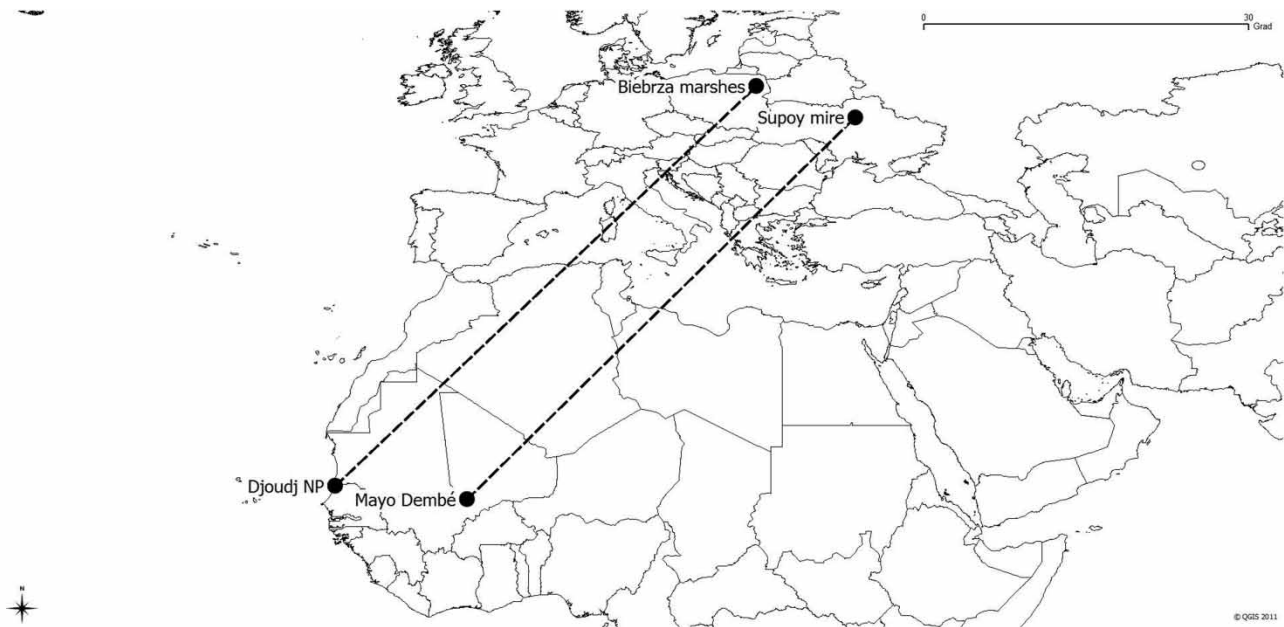 0 30
Grad
Biebrza marshes
Supoy mire
Djoudj NP
Mayo Dembé
N
© QGIS 2011